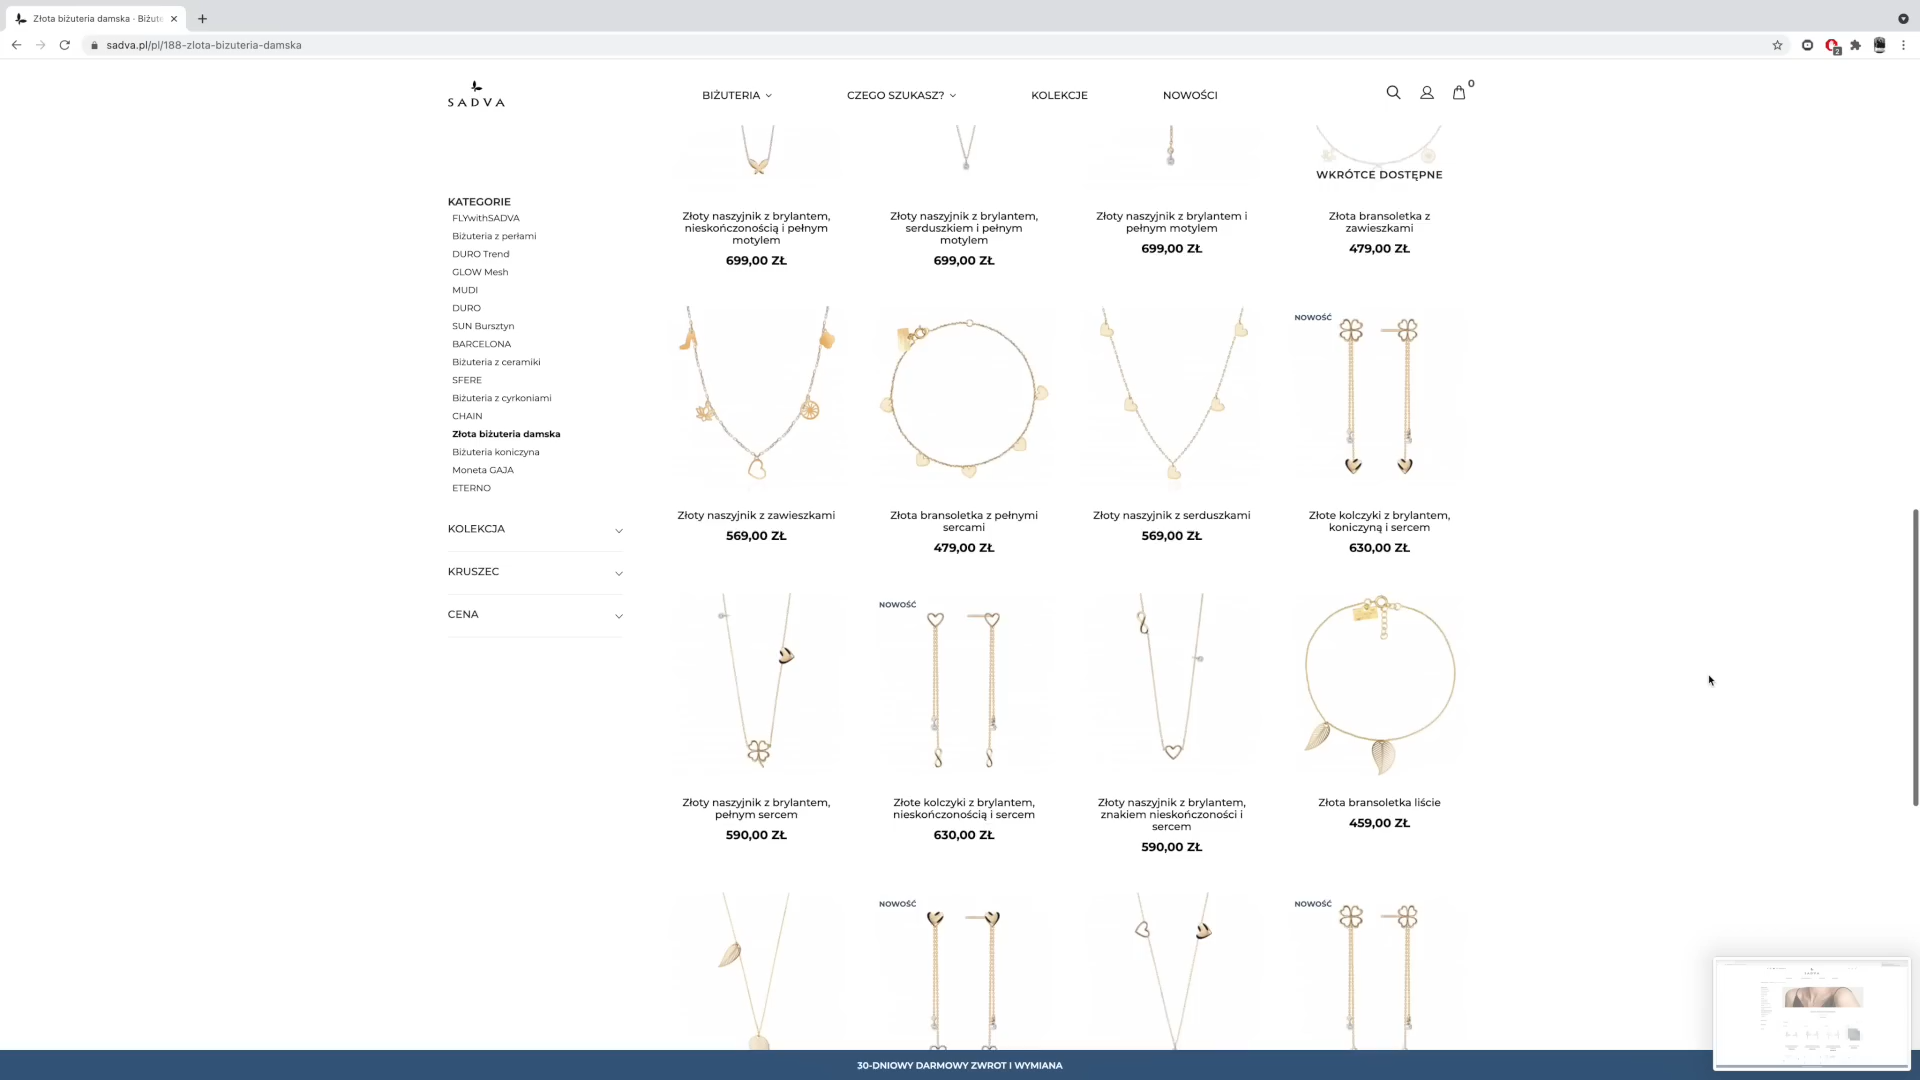 Złota biżuteria damska - Biżut
sadva.pl/pl/188-zlota-bizuteria-damska
2
SADVA
BIŻUTERIA
CZEGO SZUKASZ?
KOLEKCJE
NOWOŚCI
0
WKRÓTCE DOSTĘPNE
KATEGORIE
FLYwithSADVA
Biżuteria z perłami
DURO Trend
GLOW Mesh
MUDI
DURO
SUN Bursztyn
BARCELONA
Biżuteria z ceramiki
SFERE
Biżuteria z cyrkoniami
CHAIN
Złota biżuteria damska
Biżuteria koniczyna
Moneta GAJA
ETERNO
KOLEKCJA
KRUSZEC
CENA
Złoty naszyjnik z brylantem,
nieskończonością i pełnym
motylem
699,00 ZŁ
Złoty naszyjnik z brylantem,
serduszkiem i pełnym
motylem
699,00 ZŁ
Złoty naszyjnik z brylantem i
pełnym motylem
699,00 ZŁ
Złota bransoletka z
zawieszkami
479,00 ZŁ
Złoty naszyjnik z zawieszkami
569,00 ZŁ
Złota bransoletka z pełnymi
sercami
479,00 ZŁ
Złoty naszyjnik z serduszkami
569,00 ZŁ
NOWOŚĆ
Złote kolczyki z brylantem,
koniczyną i sercem
630,00 ZŁ
Złoty naszyjnik z brylantem,
pełnym sercem
590,00 ZŁ
NOWOŚĆ
Złote kolczyki z brylantem,
nieskończonością i sercem
630,00 ZŁ
Złoty naszyjnik z brylantem,
znakiem nieskończoności i
sercem
590,00 ZŁ
Złota bransoletka liście
459,00 ZŁ
NOWOŚĆ
NOWOŚĆ
30-DNIOWY DARMOWY ZWROT I WYMIANA